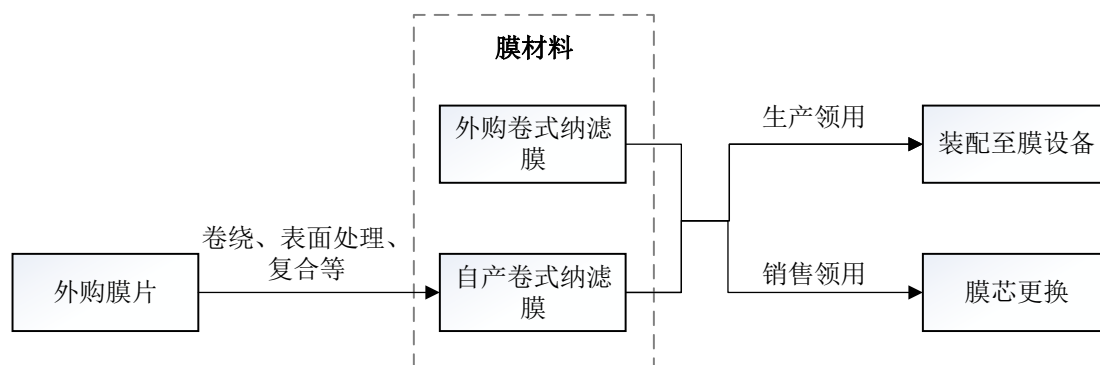 膜材料
外购卷式纳滤
膜
生产领用
装配至膜设备
卷绕、表面处理、
复合等
外购膜片
自产卷式纳滤
膜
销售领用
膜芯更换